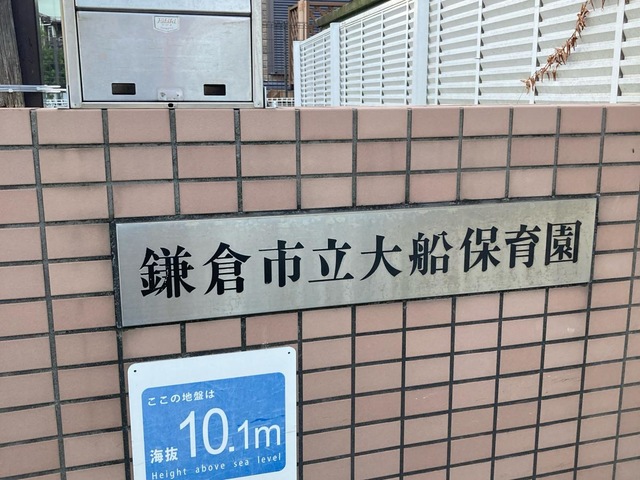 鎌倉市立大船保育園
ここの地盤は
海抜 10.1m
Height above sea level